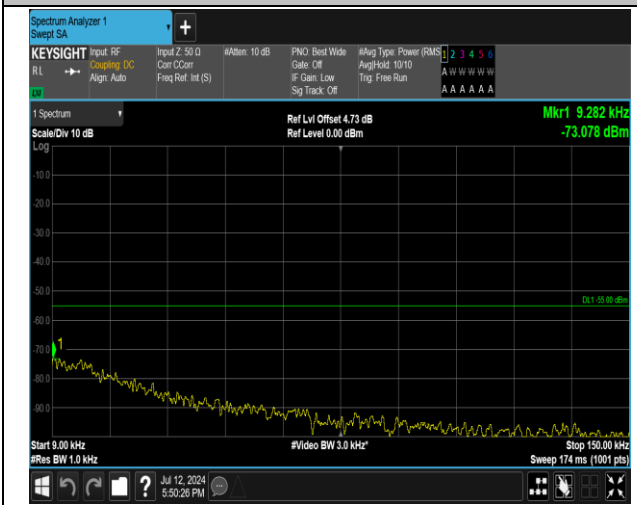 Spectrum Analyzer 1
Swept SA
+
KEYSIGHT Input: RF Input Z: 50 Ω #Atten: 10 dB PNO: Best Wide #Avg Type: Power (RMS 1 2 3 4 5 6
RL Coupling: DC Corr CCorr Gate: Off Avg|Hold: 10/10 A W W W W W
Align: Auto Freq Ref: Int (S) IF Gain: Low Trig: Free Run
Sig Track: Off A A A A A A
LXI
1 Spectrum
Ref Lvl Offset 4.73 dB Mkr1 9.282 kHz
Scale/Div 10 dB Ref Level 0.00 dBm -73.078 dBm
Log
-10.0
-20.0
-30.0
-40.0
-50.0
DL1 -55.00 dBm
-60.0
-70.0 1
-80.0
-90.0
Start 9.00 kHz #Video BW 3.0 kHz* Stop 150.00 kHz
#Res BW 1.0 kHz Sweep 174 ms (1001 pts)
? Jul 12, 2024
5:50:26 PM